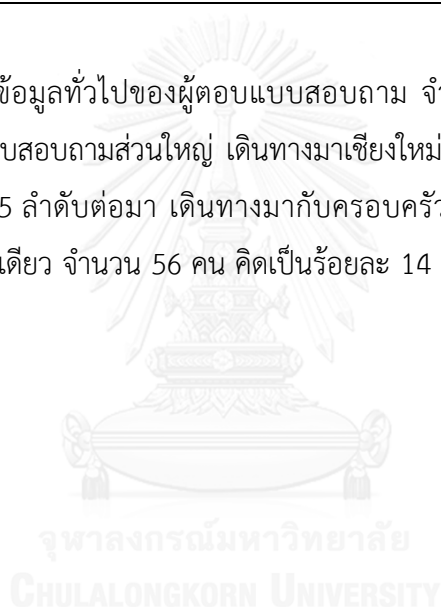 ข้อมูลทั่วไปของผู้ตอบแบบสอบถาม
บสอบถามส่วนใหญ่ เดินทางมาเชียงใหม่
5 ลำดับต่อมา เดินทางมากับครอบครัว
เดียว จำนวน 56 คน คิดเป็นร้อยละ 14
จุฬาลงกรณ์มหาวิทยาลัย
CHULALONGKORN UNIVERSITY